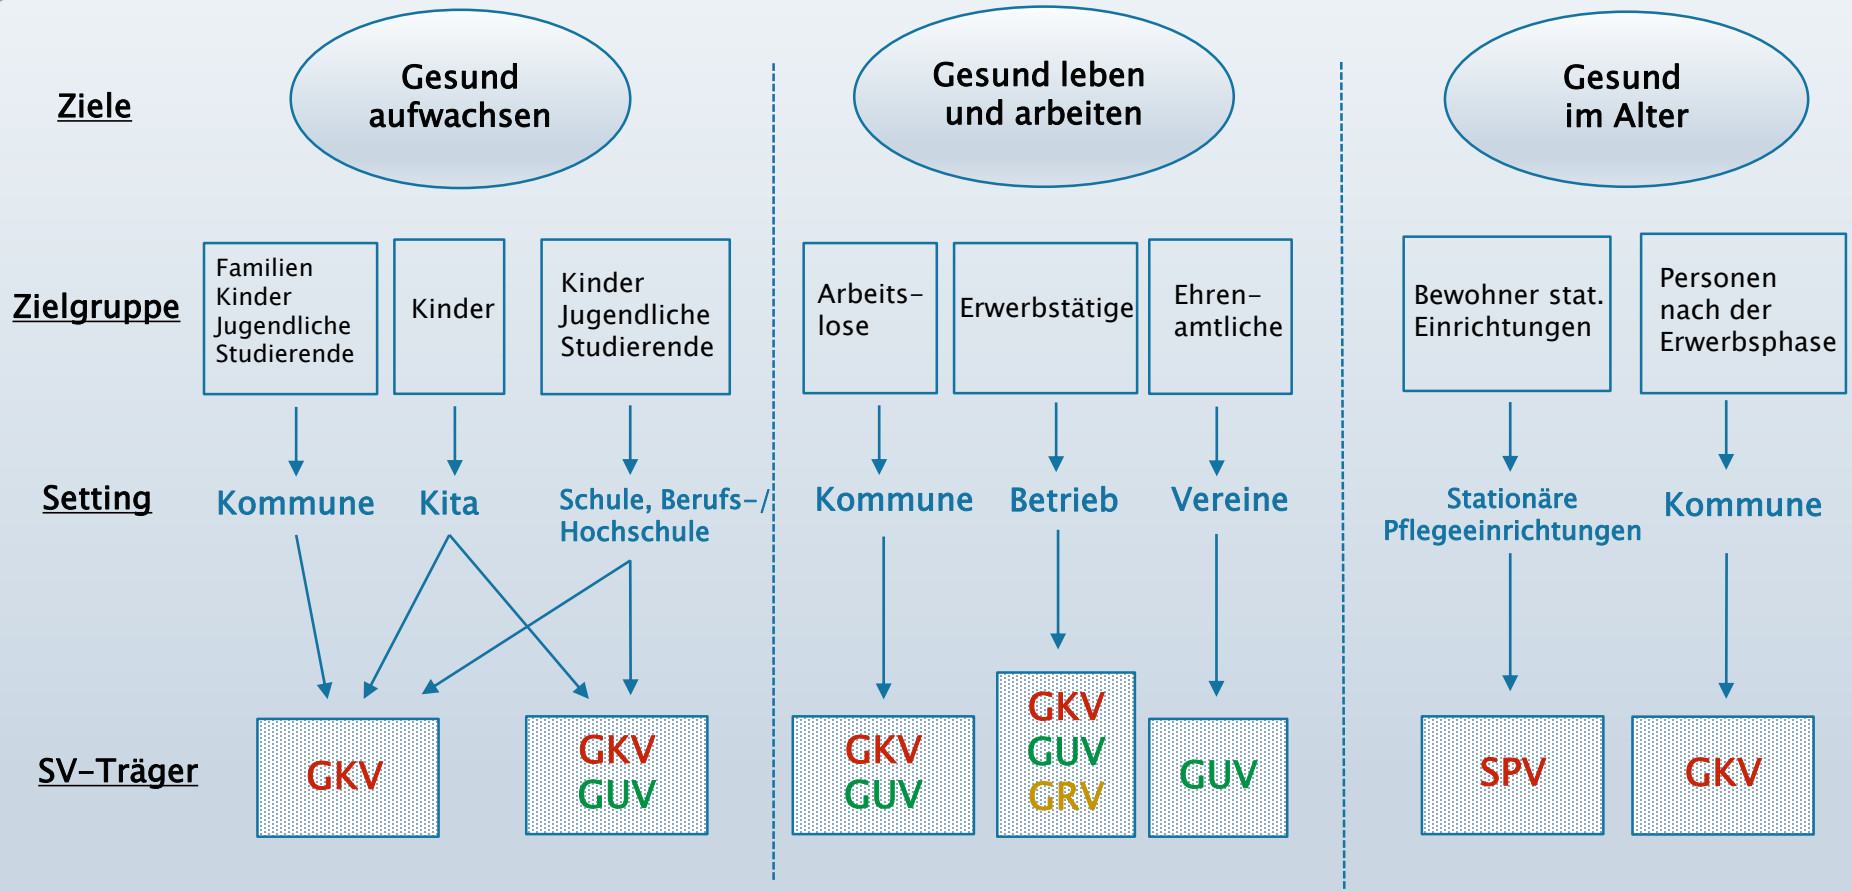 Ziele
Gesund
aufwachsen
Gesund leben
und arbeiten
Gesund
im Alter
Zielgruppe
Familien
Kinder
Jugendliche
Studierende
Kinder
Kinder
Jugendliche
Studierende
Arbeits-
lose
Erwerbstätige
Ehren-
amtliche
Bewohner stat.
Einrichtungen
Personen
nach der
Erwerbsphase
Setting
Kommune
Kita
Schule, Berufs-/
Hochschule
Kommune
Betrieb
Vereine
Stationäre
Pflegeeinrichtungen
Kommune
SV-Träger
GKV
GKV
GUV
GKV
GUV
GKV
GUV
GRV
GUV
SPV
GKV